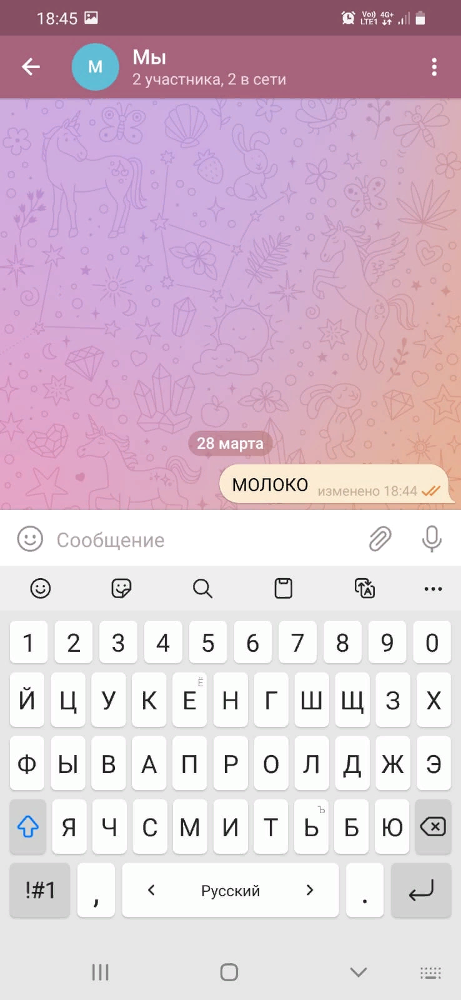 18:45 Vo)) LTE1 4G+
М Мы
2 участника, 2 в сети
28 марта
МОЛОКО изменено 18:44
Сообщение
1 2 3 4 5 6 7 8 9 0
Й Ц У К Е Ё Н Г Ш Щ З Х
Ф Ы В А П Р О Л Д Ж Э
Я Ч С М И Т Ь Ъ Б Ю
!#1 , < Русский > .